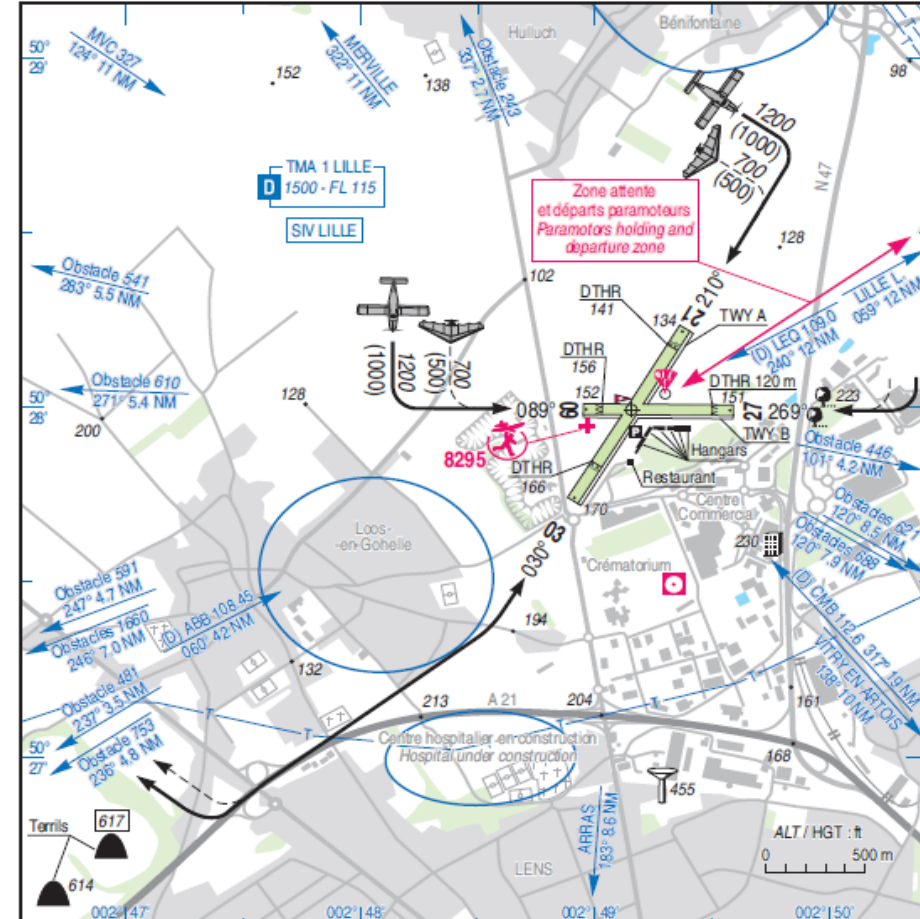 50°
29'
MVC 327
124° 11 NM
152
MERVILLE
322° 11 NM
138
Obstacle 243
337° 2.7 NM
Hulluch
Bénifontaine
98
T
1200
(1000)
700
(500)
N 47
TMA 1 LILLE
D
1500 - FL 115
SIV LILLE
Zone attente
et départs paramoteurs
Paramotors holding and
departure zone
128
Obstacle 541
283° 5.5 NM
102
210°
21
DTHR
141
134
TWY A
LILLE L.
059° 12 NM
(D) LEQ 109.0
240° 12 NM
1200
(1000)
700
(500)
DTHR
156
152
DTHR 120 m
151
Obstacle 610
271° 5.4 NM
128
200
50°
28'
089°
09
27
269°
223
TWY B
P
Hangars
Restaurant
8295
DTHR
166
170
Obstacle 446
101° 4.2 NM
Centre
Commercial
Obstacles 621
120° 8.5 NM
Obstacles 688
120° 7.9 NM
230
Loos-
-en-Gohelle
03
030°
Crématorium
(D) CMB 112.6 317° 19 NM
VITRY EN ARTOIS
138° 10 NM
Obstacle 591
247° 4.7 NM
Obstacles 1660
246° 7.0 NM
(D) ABB 108.45
060° 42 NM
194
132
Obstacle 481
237° 3.5 NM
Obstacle 753
236° 4.8 NM
T
T
T
T
213
A 21
204
161
168
Centre hospitalier en construction
Hospital under construction
50°
27'
455
Terrils
617
614
ARRAS
183° 8.6 NM
LENS
ALT / HGT : ft
0
500 m
002°47'
002°48'
002°49'
002°50'